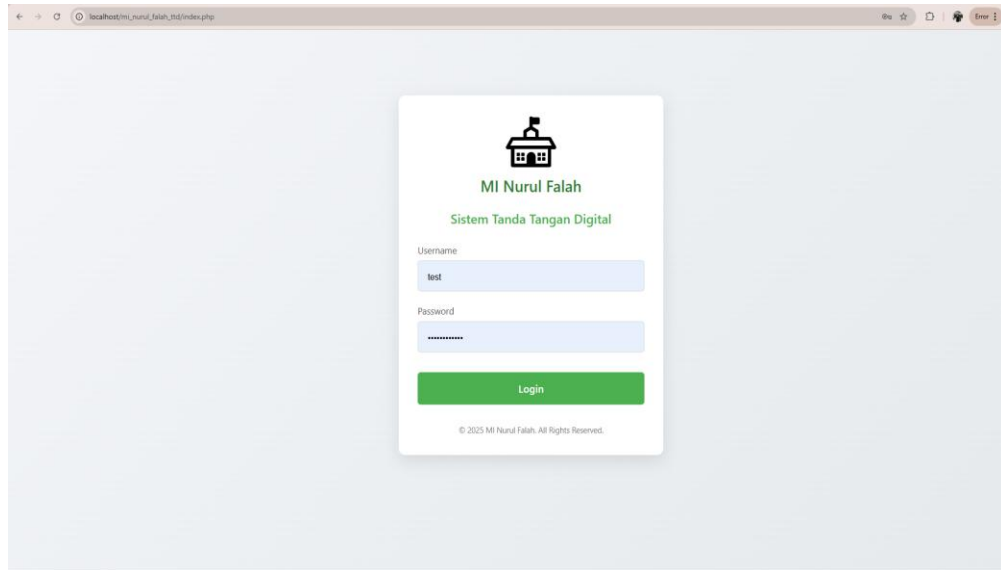 localhost/mi_nurul_falah_ttd/index.php
Error
MI Nurul Falah
Sistem Tanda Tangan Digital
Username
test
Password
••••••••••••
Login
© 2025 MI Nurul Falah. All Rights Reserved.